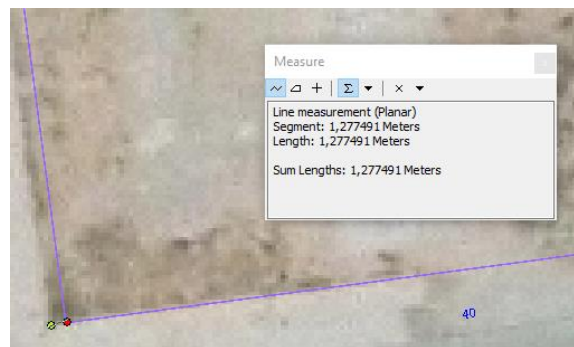 Measure
Line measurement (Planar)
Segment: 1,277491 Meters
Length: 1,277491 Meters
Sum Lengths: 1,277491 Meters
40